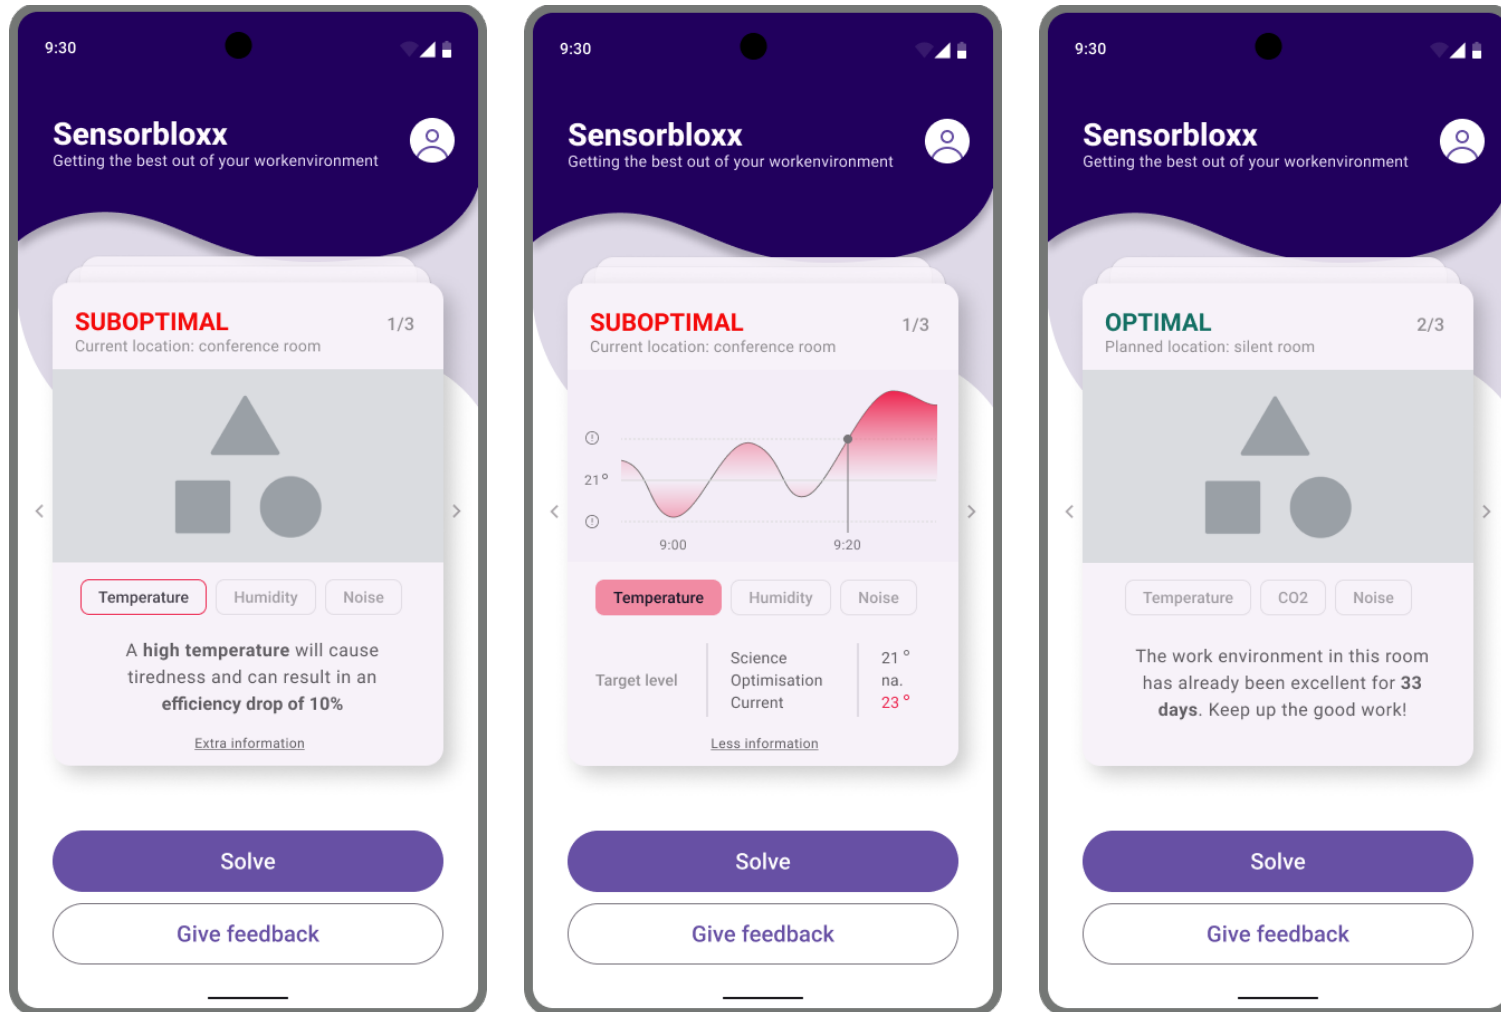 9:30
Sensorbloxx
Getting the best out of your workenvironment
SUBOPTIMAL
1/3
Current location: conference room
Temperature
Humidity
Noise
A high temperature will cause
tiredness and can result in an
efficiency drop of 10%
Extra information
Solve
Give feedback
9:30
Sensorbloxx
Getting the best out of your workenvironment
SUBOPTIMAL
1/3
Current location: conference room
21°
9:00
9:20
Temperature
Humidity
Noise
Target level
Science 21 °
Optimisation na.
Current 23 °
Less information
Solve
Give feedback
9:30
Sensorbloxx
Getting the best out of your workenvironment
OPTIMAL
2/3
Planned location: silent room
Temperature
CO2
Noise
The work environment in this room
has already been excellent for 33
days. Keep up the good work!
Solve
Give feedback